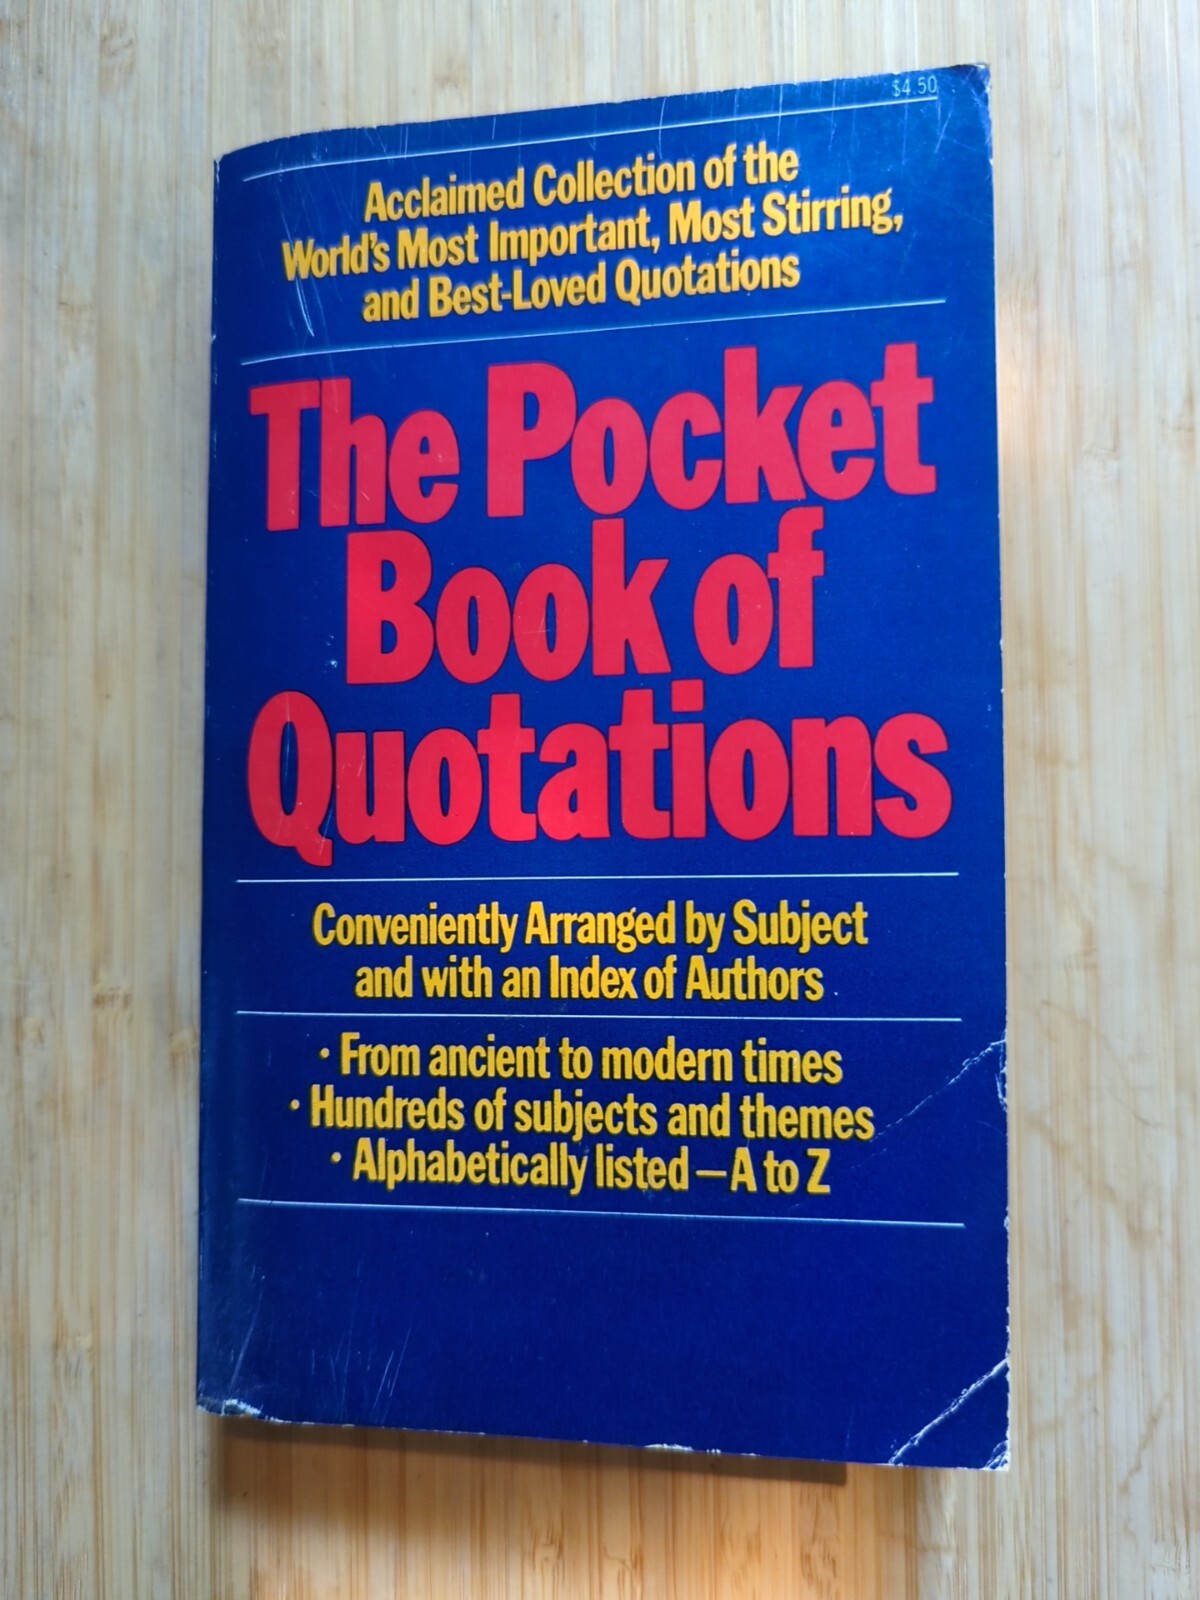 $4.50
Acclaimed Collection of the
World's Most Important, Most Stirring,
and Best-Loved Quotations
The Pocket
Book of
Quotations
Conveniently Arranged by Subject
and with an Index of Authors
· From ancient to modern times
· Hundreds of subjects and themes
· Alphabetically listed—A to Z